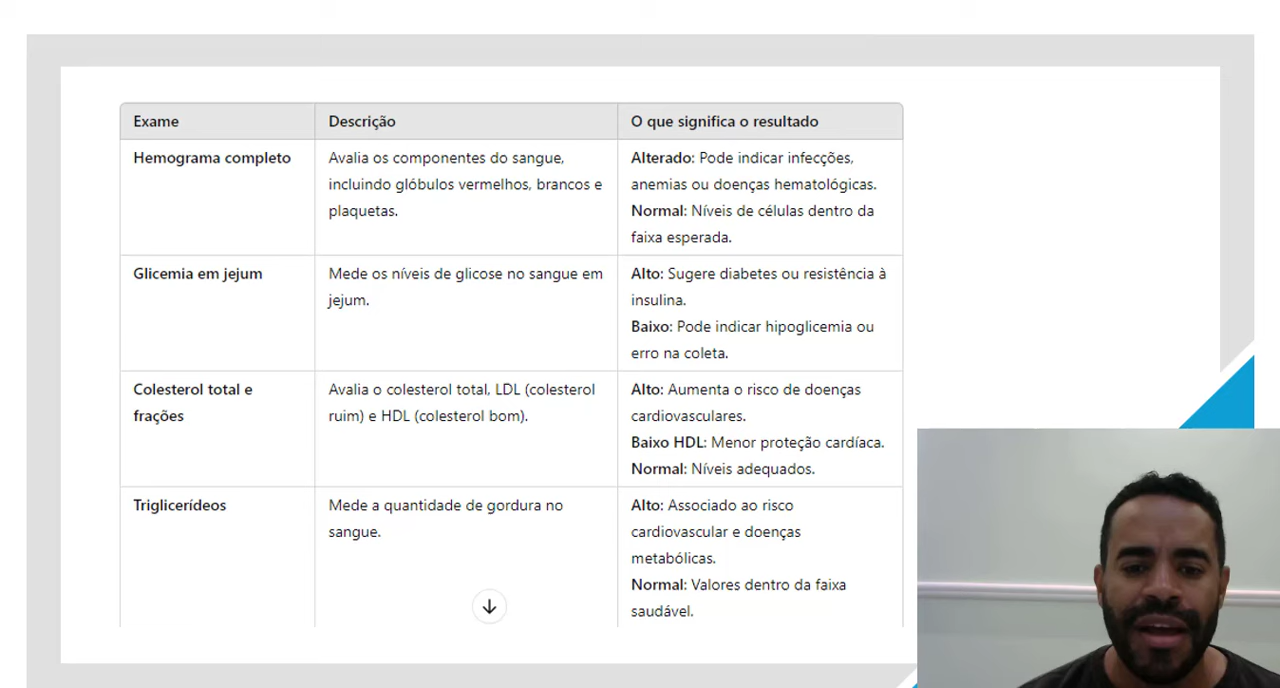 Exame
Descrição
O que significa o resultado
Hemograma completo
Avalia os componentes do sangue,
incluindo glóbulos vermelhos, brancos e
plaquetas.
Alterado: Pode indicar infecções,
anemias ou doenças hematológicas.
Normal: Níveis de células dentro da
faixa esperada.
Glicemia em jejum
Mede os níveis de glicose no sangue em
jejum.
Alto: Sugere diabetes ou resistência à
insulina.
Baixo: Pode indicar hipoglicemia ou
erro na coleta.
Colesterol total e
frações
Avalia o colesterol total, LDL (colesterol
ruim) e HDL (colesterol bom).
Alto: Aumenta o risco de doenças
cardiovasculares.
Baixo HDL: Menor proteção cardíaca.
Normal: Níveis adequados.
Triglicerídeos
Mede a quantidade de gordura no
sangue.
Alto: Associado ao risco
cardiovascular e doenças
metabólicas.
Normal: Valores dentro da faixa
saudável.